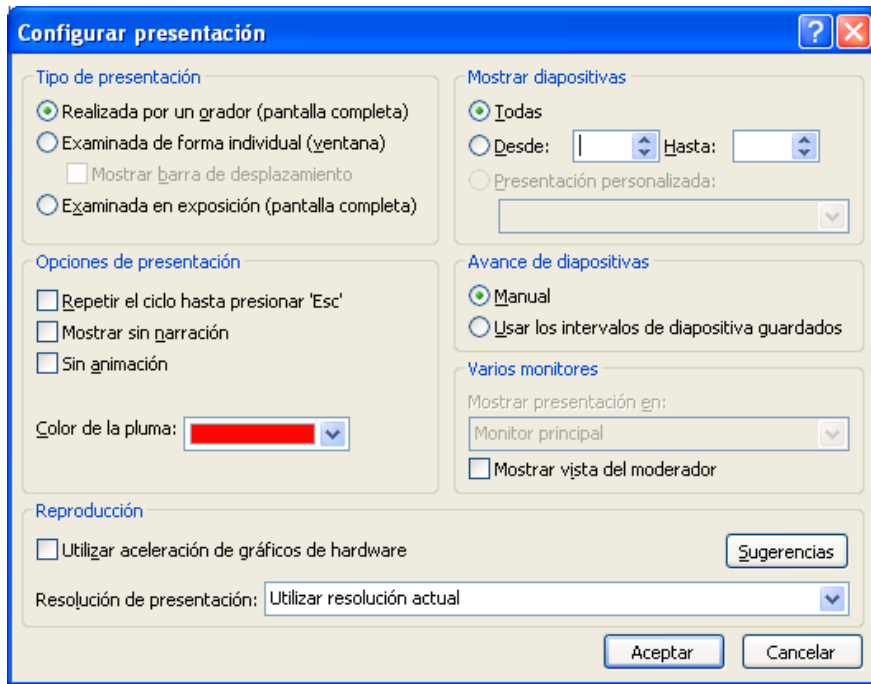 Configurar presentación
Tipo de presentación
Realizada por un orador (pantalla completa)
Examinada de forma individual (ventana)
Mostrar barra de desplazamiento
Examinada en exposición (pantalla completa)
Mostrar diapositivas
Todas
Desde: Hasta:
Presentación personalizada:
Opciones de presentación
Repetir el ciclo hasta presionar 'Esc'
Mostrar sin narración
Sin animación
Color de la pluma:
Avance de diapositivas
Manual
Usar los intervalos de diapositiva guardados
Varios monitores
Mostrar presentación en:
Monitor principal
Mostrar vista del moderador
Reproducción
Utilizar aceleración de gráficos de hardware
Sugerencias
Resolución de presentación: Utilizar resolución actual
Aceptar Cancelar